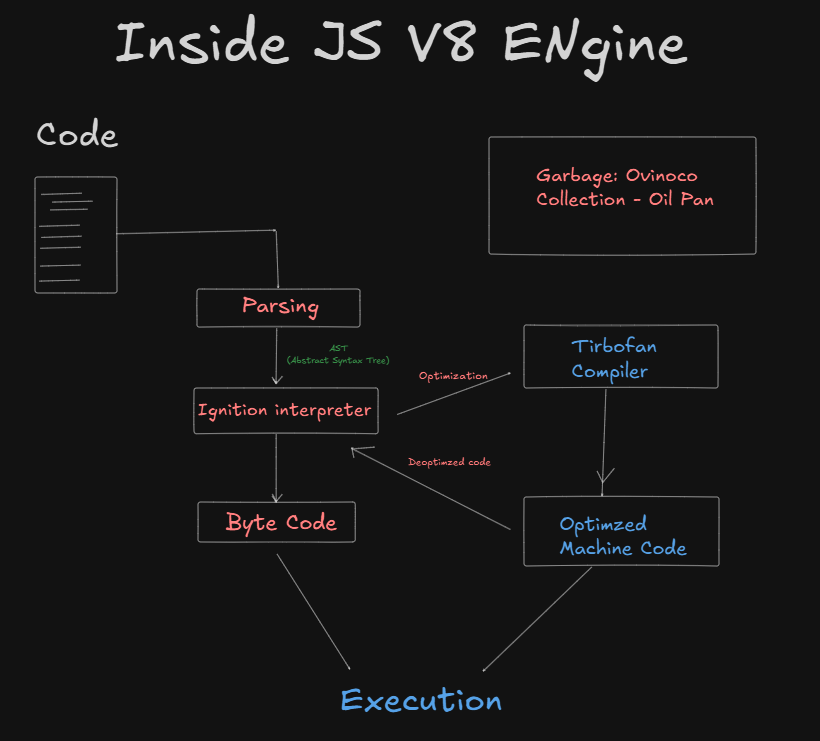 Inside JS V8 ENgine
Code
Garbage: Ovinoco
Collection - Oil Pan
Parsing
AST
(Abstract Syntax Tree)
Tirbofan
Compiler
Optimization
Ignition interpreter
Deoptimzed code
Byte Code
Optimzed
Machine Code
Execution